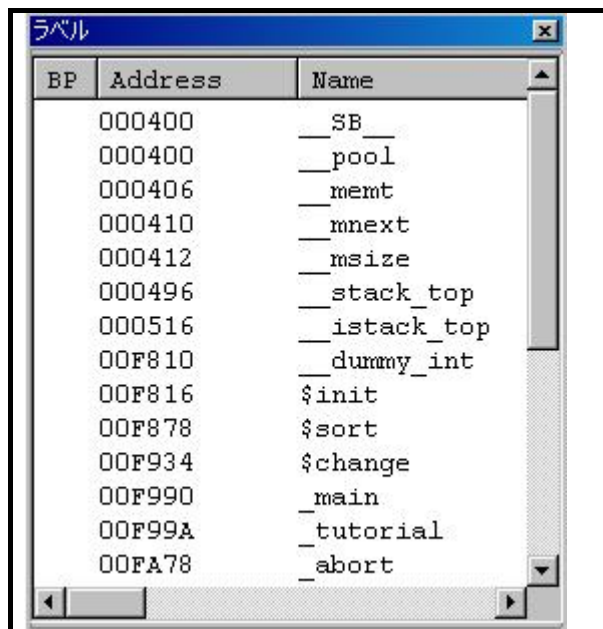 ラベル
BP Address Name
000400 __SB__
000400 __pool
000406 __memt
000410 __mnext
000412 __msize
000496 __stack_top
000516 __istack_top
00F810 __dummy_int
00F816 $init
00F878 $sort
00F934 $change
00F990 _main
00F99A _tutorial
00FA78 _abort